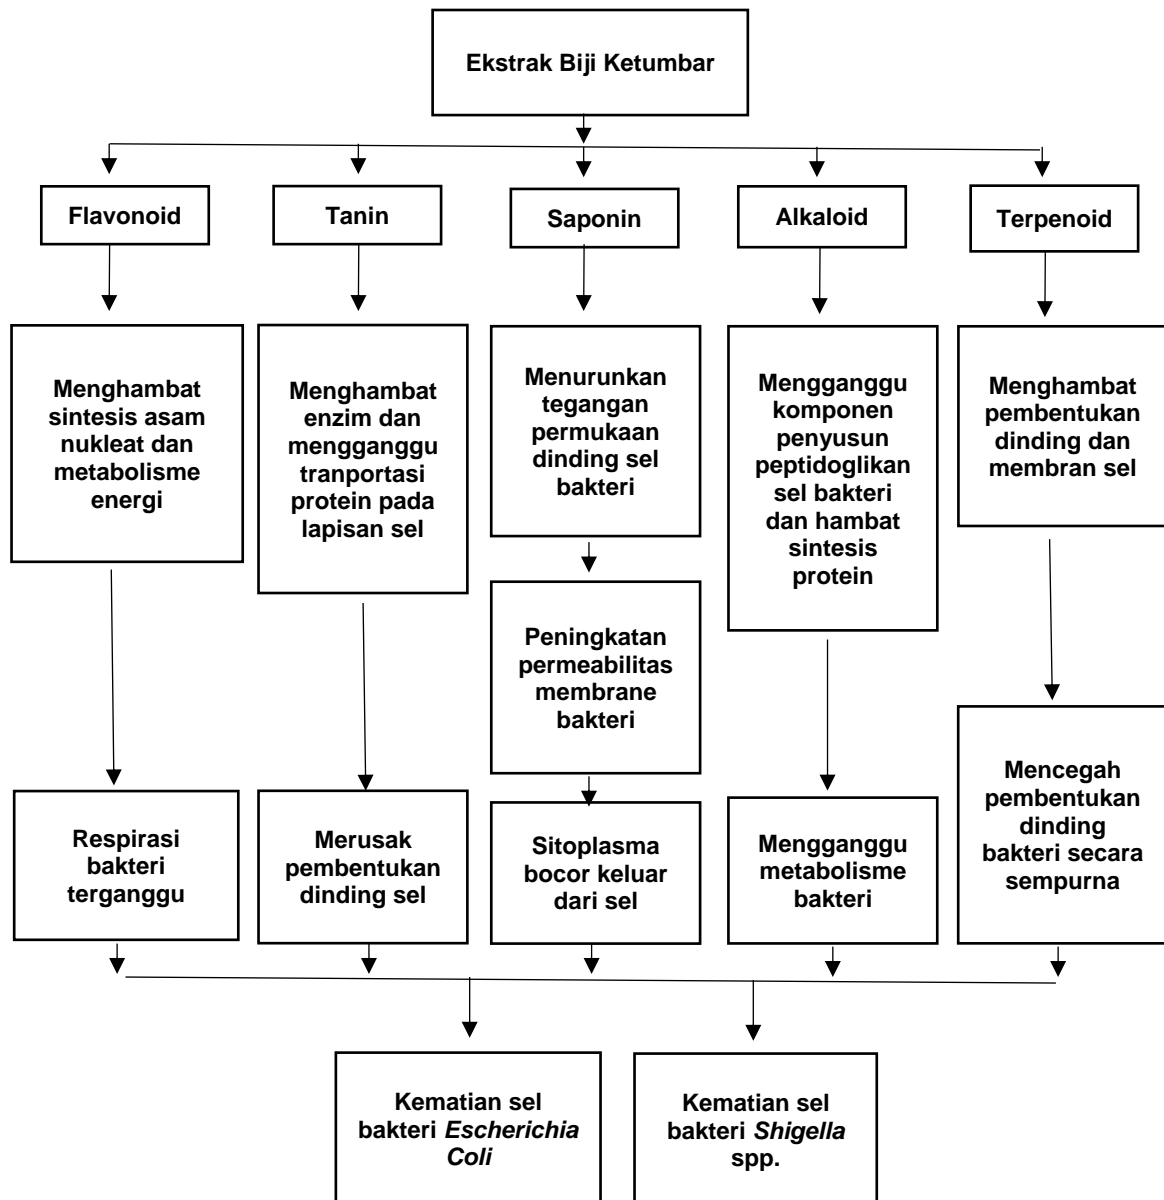 Ekstrak Biji Ketumbar
Flavonoid
Tanin
Saponin
Alkaloid
Terpenoid
Menghambat
sintesis asam
nukleat dan
metabolisme
energi
Menghambat
enzim dan
mengganggu
tranportasi
protein pada
lapisan sel
Menurunkan
tegangan
permukaan
dinding sel
bakteri
Mengganggu
komponen
penyusun
peptidoglikan
sel bakteri
dan hambat
sintesis
protein
Menghambat
pembentukan
dinding dan
membran sel
Peningkatan
permeabilitas
membrane
bakteri
Respirasi
bakteri
terganggu
Merusak
pembentukan
dinding sel
Sitoplasma
bocor keluar
dari sel
Mengganggu
metabolisme
bakteri
Mencegah
pembentukan
dinding
bakteri secara
sempurna
Kematian sel
bakteri Escherichia
Coli
Kematian sel
bakteri Shigella
spp.